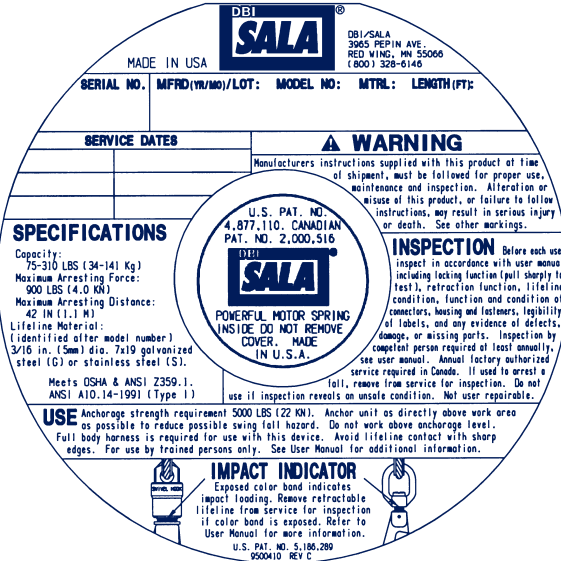 DBI
SALA®
MADE IN USA
DBI/SALA
3965 PEPIN AVE.
RED WING, MN 55066
(800) 328-6146
SERIAL NO. MFRD(YR/MO)/LOT: MODEL NO: MTRL: LENGTH(FT):
SERVICE DATES
WARNING
Manufacturers instructions supplied with this product at time
of shipment, must be followed for proper use,
maintenance and inspection. Alteration or
misuse of this product, or failure to follow
instructions, may result in serious injury
or death. See other markings.
SPECIFICATIONS
Capacity:
75-310 LBS (34-141 Kg)
Maximum Arresting Force:
900 LBS (4.0 KN)
Maximum Arresting Distance:
42 IN (1.1 M)
Lifeline Material:
(identified after model number)
3/16 in. (5mm) dia. 7x19 galvanized
steel (G) or stainless steel (S).
Meets OSHA & ANSI Z359.1.
ANSI A10.14-1991 (Type 1)
U.S. PAT. NO.
4,877,110. CANADIAN
PAT. NO. 2,000,516
DBI
SALA
POWERFUL MOTOR SPRING
INSIDE DO NOT REMOVE
COVER. MADE
IN U.S.A.
INSPECTION Before each use
inspect in accordance with user manual
including locking function (pull sharply to
test), retraction function, lifeline
condition, function and condition of
connectors, housing and fasteners, legibility
of labels, and any evidence of defects,
damage, or missing parts. Inspection by
competent person required at least annually,
see user manual. Annual factory authorized
service required in Canada. If used to arrest a
fall, remove from service for inspection. Do not
use if inspection reveals an unsafe condition. Not user repairable.
USE Anchorage strength requirement 5000 LBS (22 KN). Anchor unit as directly above work area
as possible to reduce possible swing fall hazard. Do not work above anchorage level.
Full body harness is required for use with this device. Avoid lifeline contact with sharp
edges. For use by trained persons only. See User Manual for additional information.
IMPACT INDICATOR
Exposed color band indicates
impact loading. Remove retractable
lifeline from service for inspection
if color band is exposed. Refer to
User Manual for more information.
SWIVEL HOOK
U.S. PAT. NO. 5,186,289
9500410 REV C